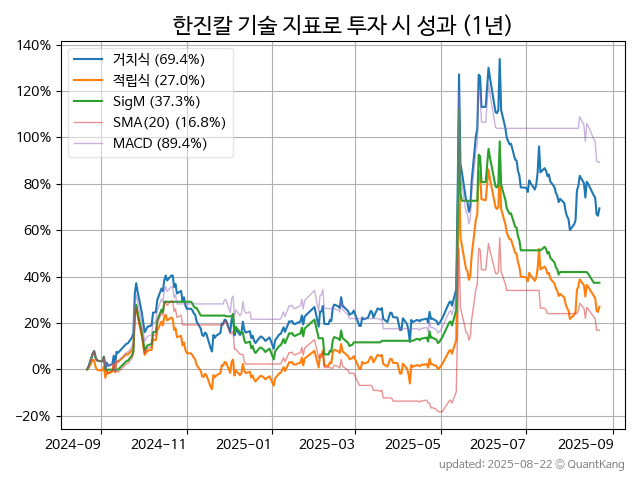 한진칼 기술 지표로 투자 시 성과 (1년)
140%
120%
100%
80%
60%
40%
20%
0%
−20%
거치식 (69.4%)
적립식 (27.0%)
SigM (37.3%)
SMA(20) (16.8%)
MACD (89.4%)
2024-09
2024-11
2025-01
2025-03
2025-05
2025-07
2025-09
updated: 2025-08-22 © QuantKang